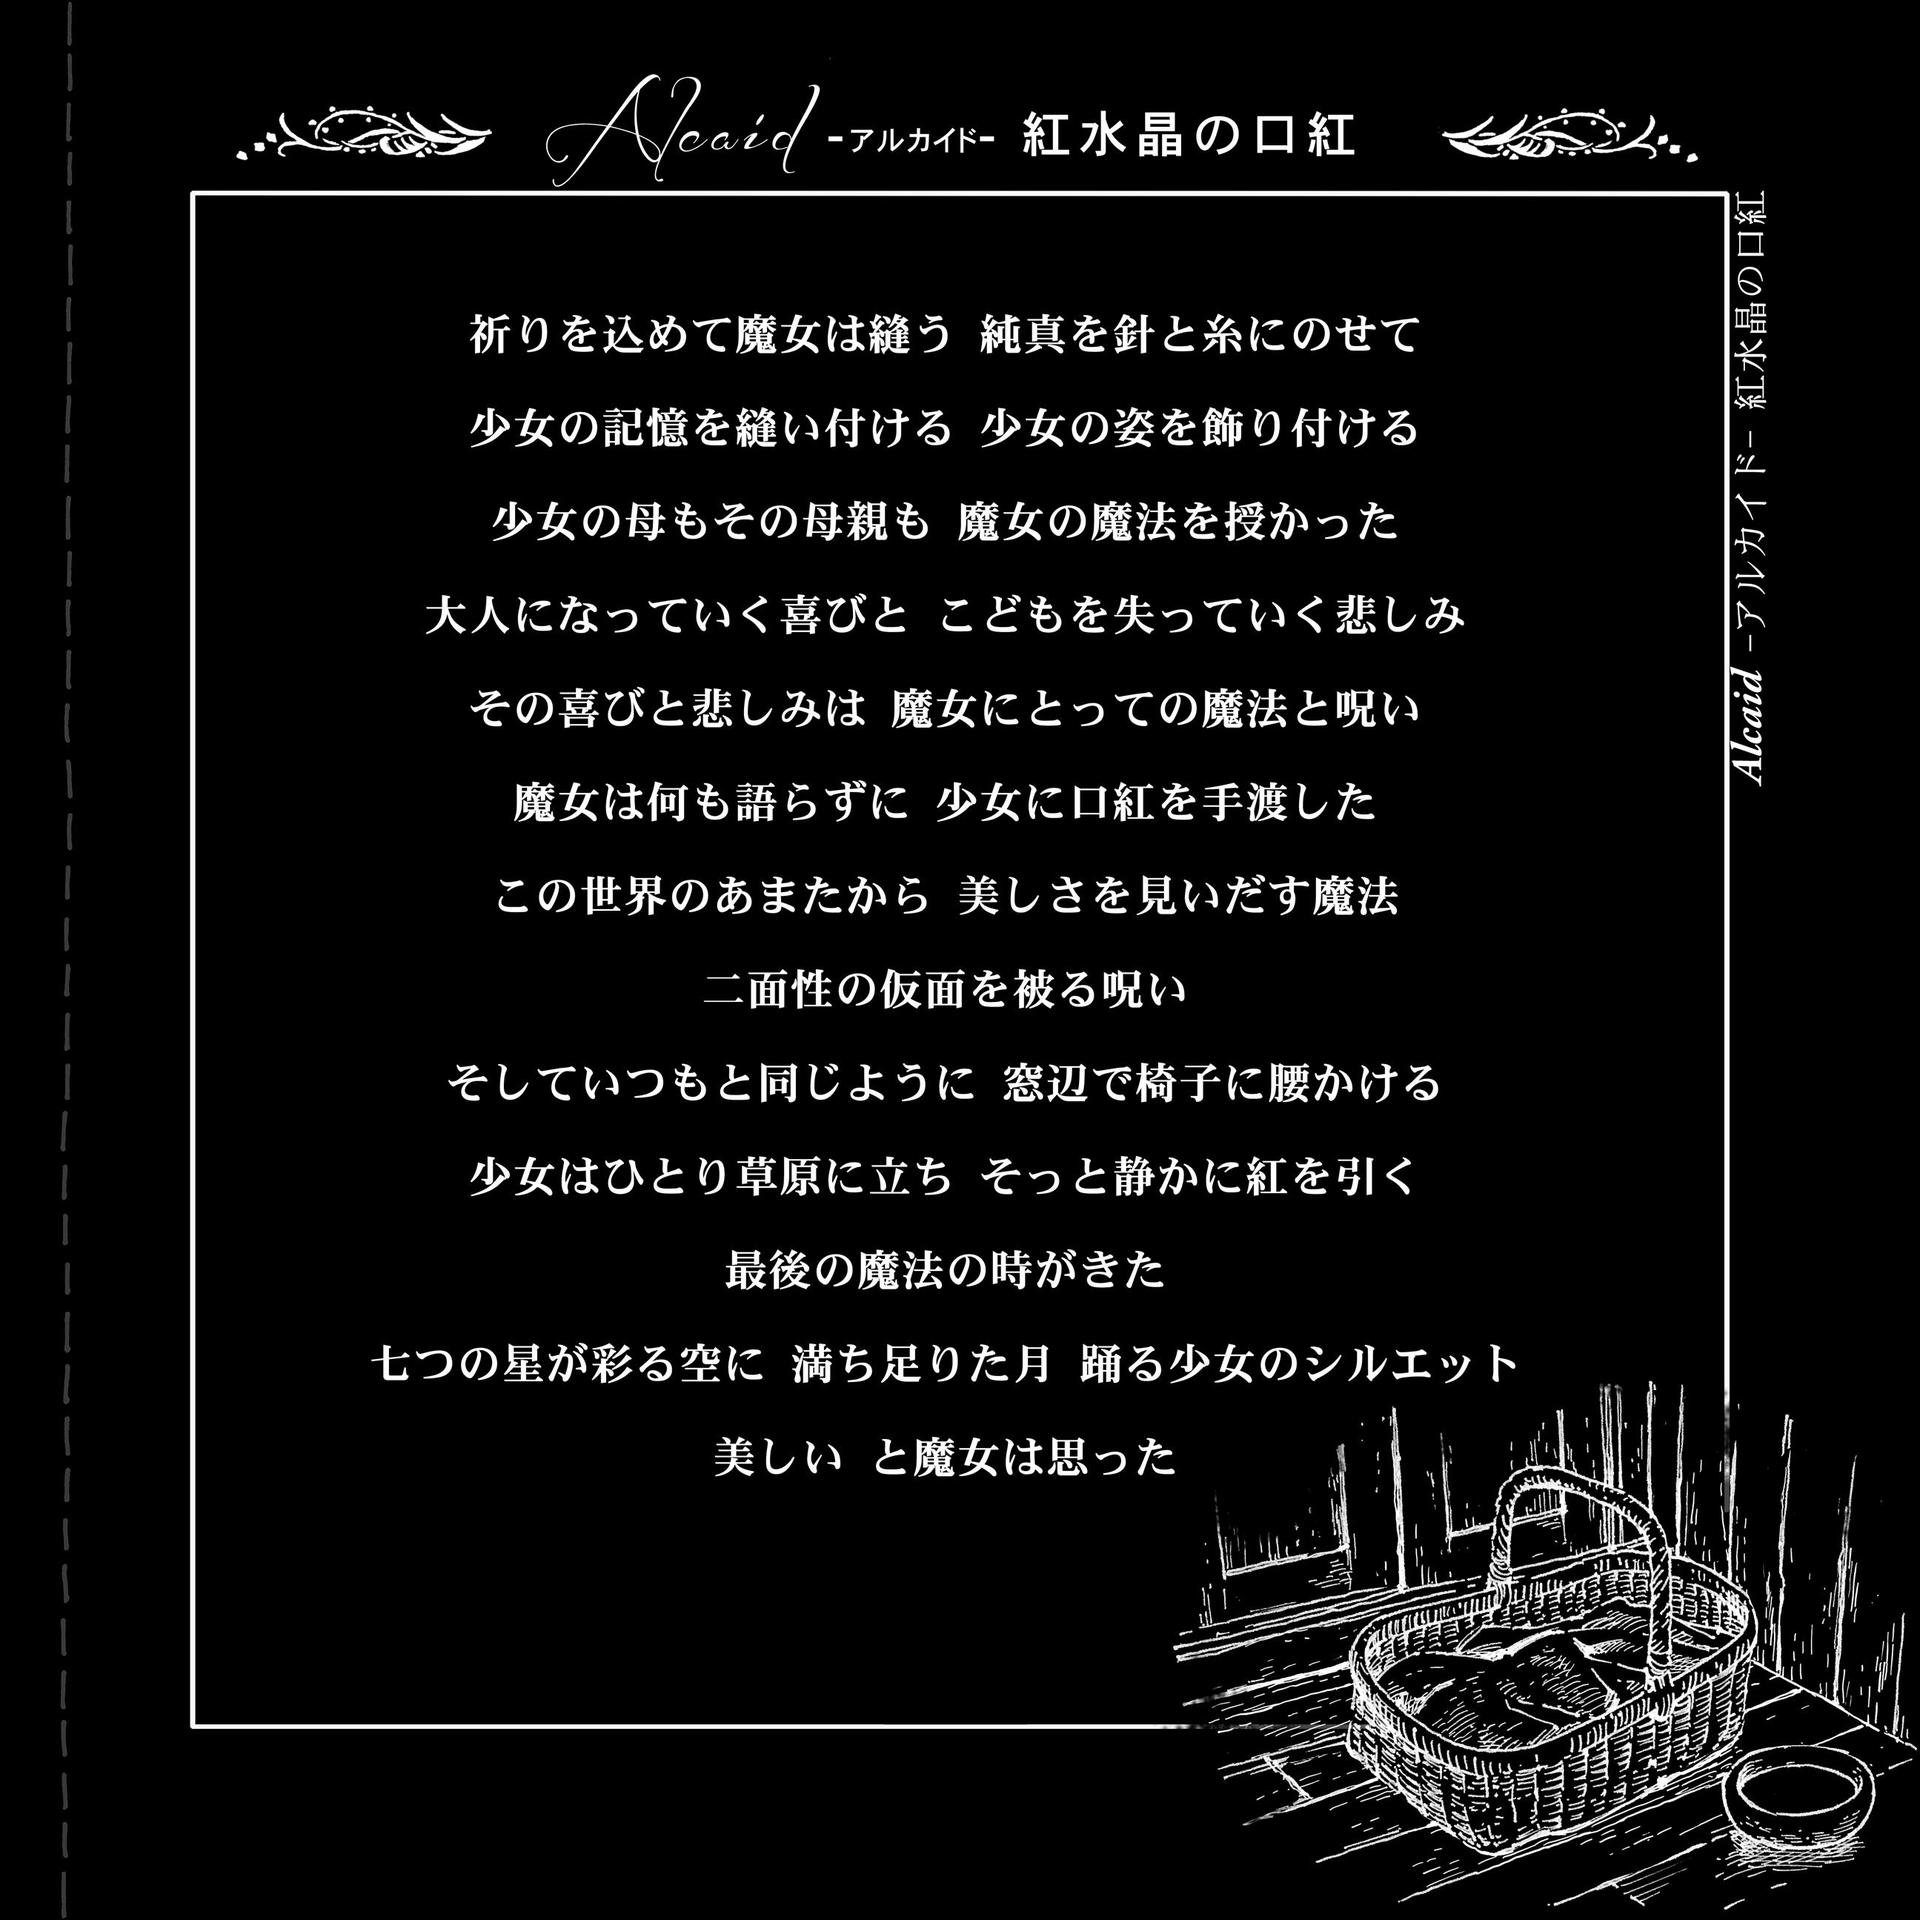 Alcaid -アルカイド- 紅水晶の口紅
祈りを込めて魔女は縫う 純真を針と糸にのせて
少女の記憶を縫い付ける 少女の姿を飾り付ける
少女の母もその母親も 魔女の魔法を授かった
大人になっていく喜びと こどもを失っていく悲しみ
その喜びと悲しみは 魔女にとっての魔法と呪い
魔女は何も語らずに 少女に口紅を手渡した
この世界のあまたから 美しさを見いだす魔法
二面性の仮面を被る呪い
そしていつもと同じように 窓辺で椅子に腰かける
少女はひとり草原に立ち そっと静かに紅を引く
最後の魔法の時がきた
七つの星が彩る空に 満ち足りた月 踊る少女のシルエット
美しい と魔女は思った
Alcaid -アルカイド- 紅水晶の口紅